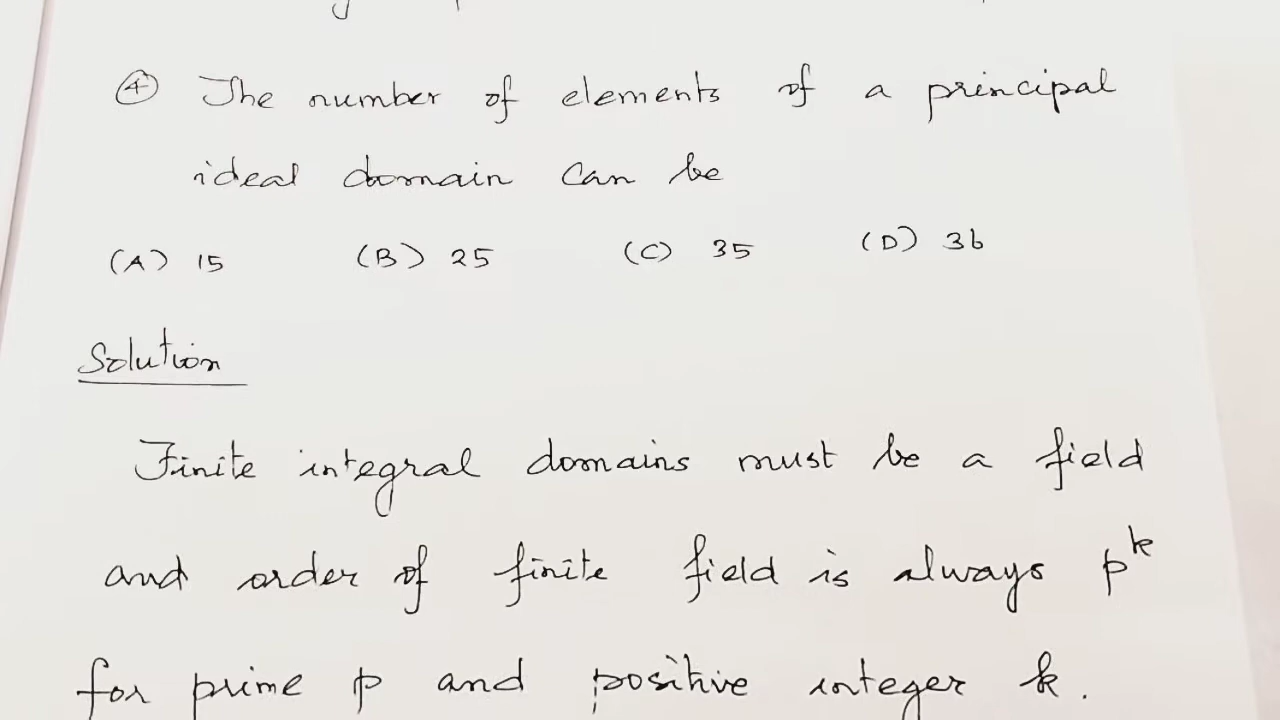 ④ The number of elements of a principal
ideal domain can be
(A) 15 (B) 25 (C) 35 (D) 36
Solution
Finite integral domains must be a field
and order of finite field is always p^k
for prime p and positive integer k.